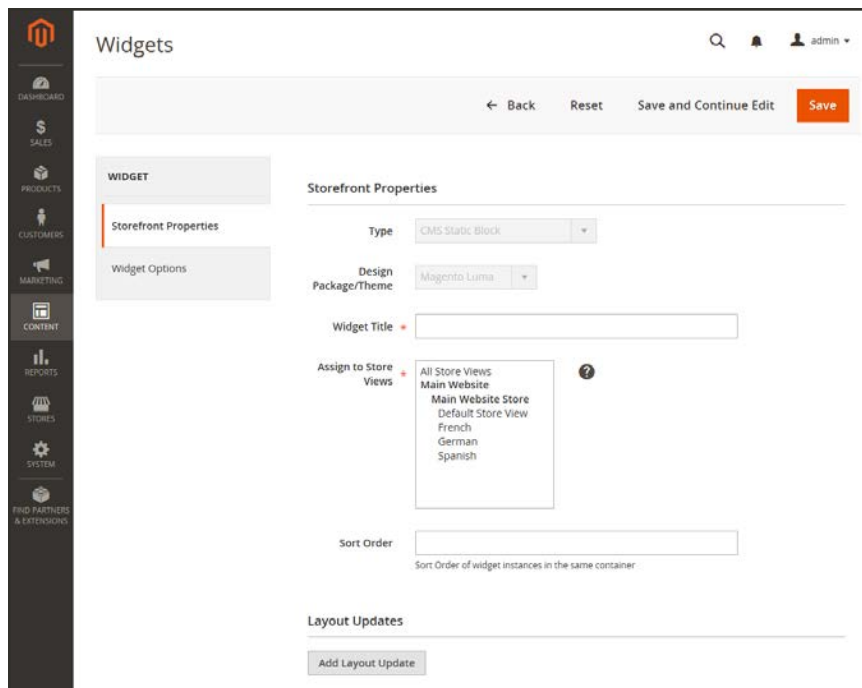 Widgets
admin
DASHBOARD
SALES
PRODUCTS
CUSTOMERS
MARKETING
CONTENT
REPORTS
STORES
SYSTEM
FIND PARTNERS
& EXTENSIONS
Back
Reset
Save and Continue Edit
Save
WIDGET
Storefront Properties
Widget Options
Storefront Properties
Type
CMS Static Block
Design
Package/Theme
Magento Luma
Widget Title *
Assign to Store
Views *
All Store Views
Main Website
Main Website Store
Default Store View
French
German
Spanish
?
Sort Order
Sort Order of widget instances in the same container
Layout Updates
Add Layout Update